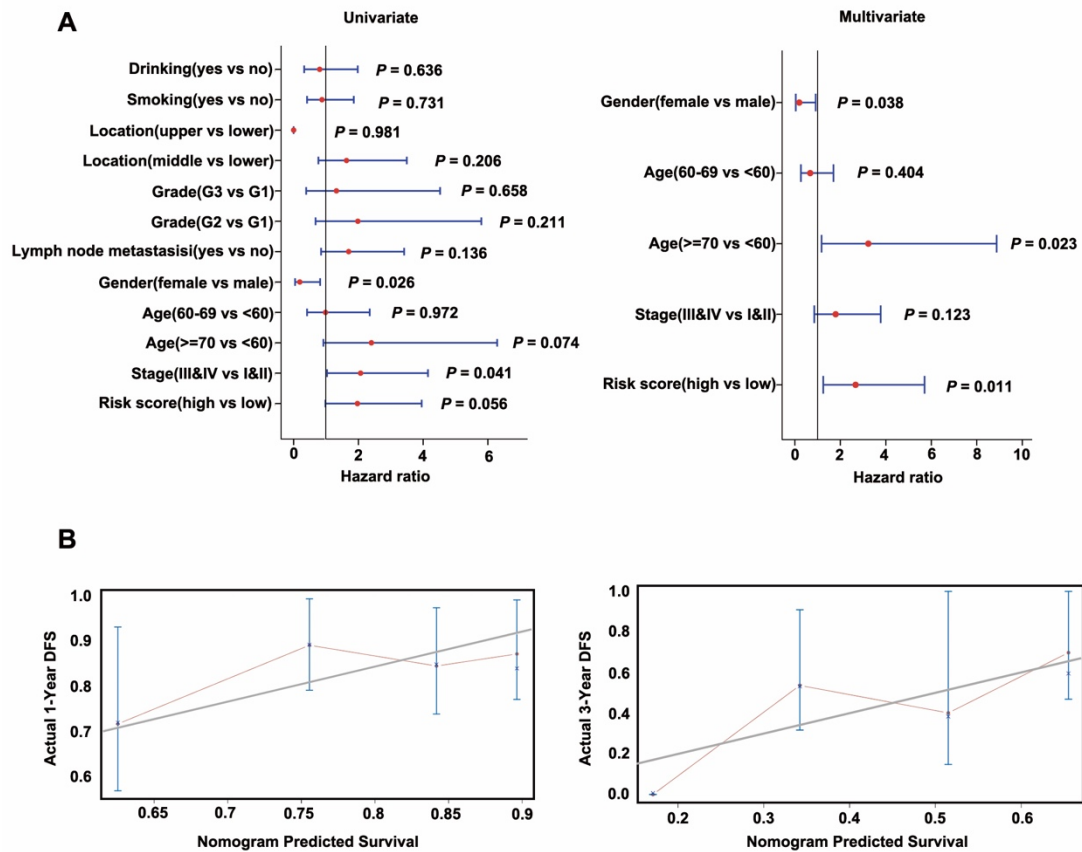 A
Univariate
Drinking(yes vs no)
P = 0.636
Smoking(yes vs no)
P = 0.731
Location(upper vs lower)
P = 0.981
Location(middle vs lower)
P = 0.206
Grade(G3 vs G1)
P = 0.658
Grade(G2 vs G1)
P = 0.211
Lymph node metastasisi(yes vs no)
P = 0.136
Gender(female vs male)
P = 0.026
Age(60-69 vs <60)
P = 0.972
Age(>=70 vs <60)
P = 0.074
Stage(III&IV vs I&II)
P = 0.041
Risk score(high vs low)
P = 0.056
0 2 4 6
Hazard ratio
Multivariate
Gender(female vs male)
P = 0.038
Age(60-69 vs <60)
P = 0.404
Age(>=70 vs <60)
P = 0.023
Stage(III&IV vs I&II)
P = 0.123
Risk score(high vs low)
P = 0.011
0 2 4 6 8 10
Hazard ratio
B
Actual 1-Year DFS
1.0
0.9
0.8
0.7
0.6
0.65 0.7 0.75 0.8 0.85 0.9
Nomogram Predicted Survival
Actual 3-Year DFS
1.0
0.8
0.6
0.4
0.2
0.0
0.2 0.3 0.4 0.5 0.6
Nomogram Predicted Survival